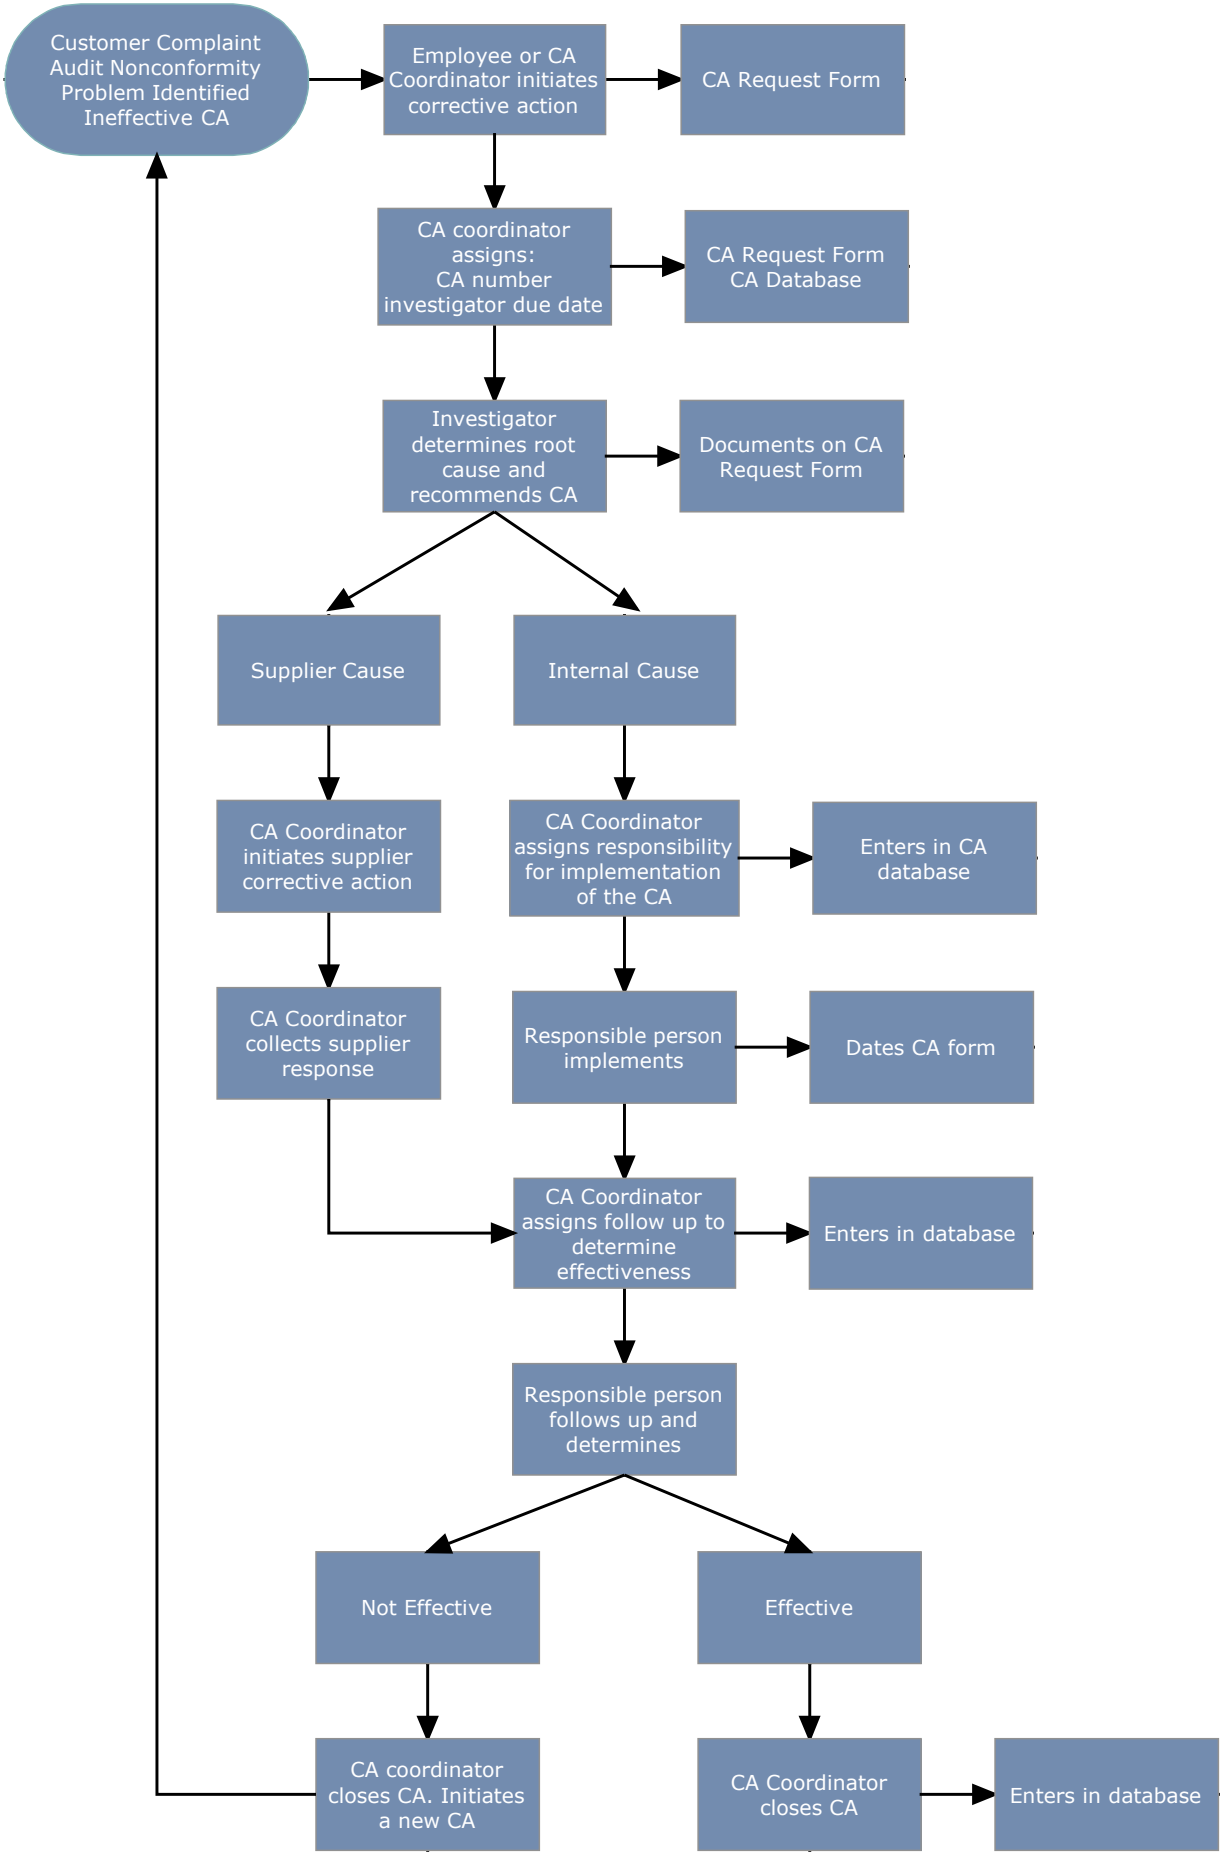 Customer Complaint
Audit Nonconformity
Problem Identified
Ineffective CA
Employee or CA
Coordinator initiates
corrective action
CA Request Form
CA coordinator
assigns:
CA number
investigator due date
CA Request Form
CA Database
Investigator
determines root
cause and
recommends CA
Documents on CA
Request Form
Supplier Cause
Internal Cause
CA Coordinator
initiates supplier
corrective action
CA Coordinator
assigns responsibility
for implementation
of the CA
Enters in CA
database
CA Coordinator
collects supplier
response
Responsible person
implements
Dates CA form
CA Coordinator
assigns follow up to
determine
effectiveness
Enters in database
Responsible person
follows up and
determines
Not Effective
Effective
CA coordinator
closes CA. Initiates
a new CA
CA Coordinator
closes CA
Enters in database